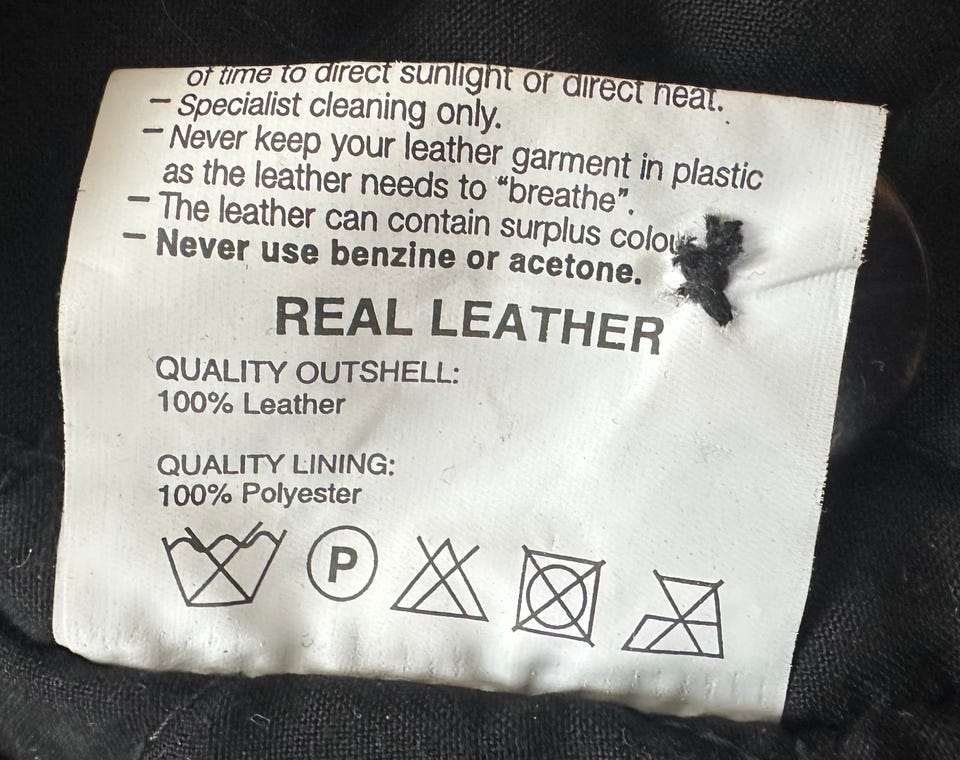 of time to direct sunlight or direct heat.
– Specialist cleaning only.
– Never keep your leather garment in plastic
as the leather needs to “breathe”.
– The leather can contain surplus colour
– Never use benzine or acetone.
REAL LEATHER
QUALITY OUTSHELL:
100% Leather
QUALITY LINING:
100% Polyester
P